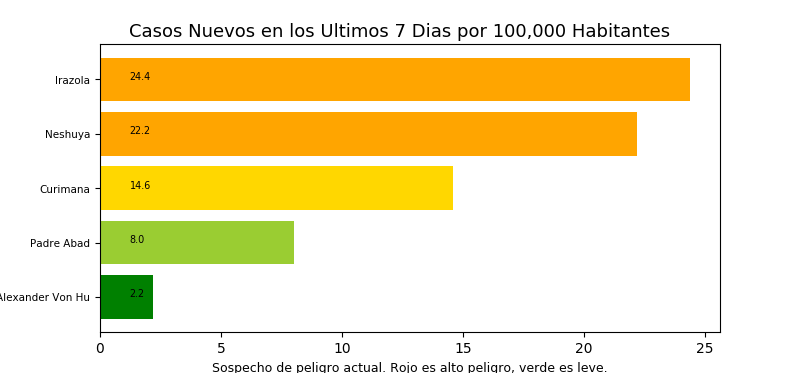 Casos Nuevos en los Ultimos 7 Dias por 100,000 Habitantes
Irazola 24.4
Neshuya 22.2
Curimana 14.6
Padre Abad 8.0
Alexander Von Hu 2.2
0 5 10 15 20 25
Sospecho de peligro actual. Rojo es alto peligro, verde es leve.